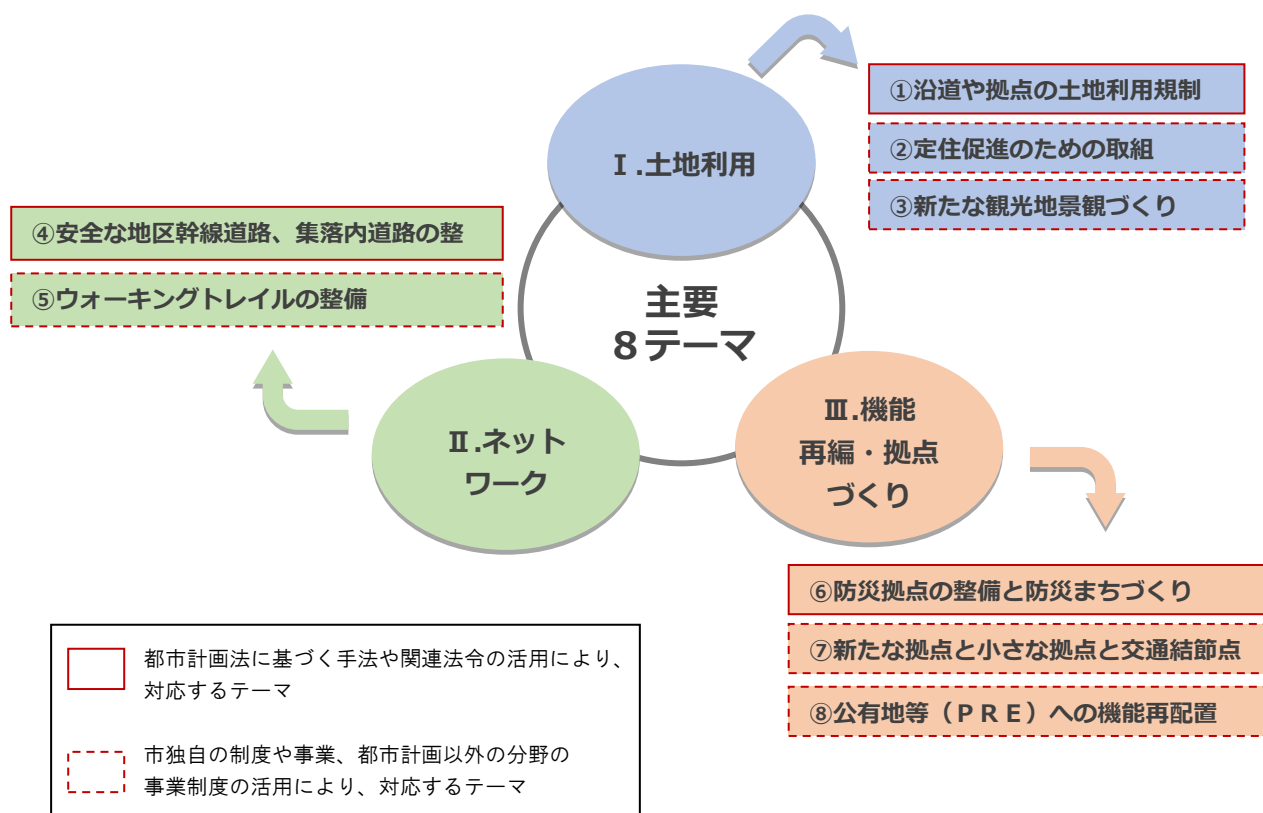 Ⅰ.土地利用
①沿道や拠点の土地利用規制
②定住促進のための取組
③新たな観光地景観づくり
④安全な地区幹線道路、集落内道路の整
⑤ウォーキングトレイルの整備
主要
８テーマ
Ⅱ.ネット
ワーク
Ⅲ.機能
再編・拠点
づくり
⑥防災拠点の整備と防災まちづくり
⑦新たな拠点と小さな拠点と交通結節点
⑧公有地等（ＰＲＥ）への機能再配置
都市計画法に基づく手法や関連法令の活用により、
対応するテーマ
市独自の制度や事業、都市計画以外の分野の
事業制度の活用により、対応するテーマ